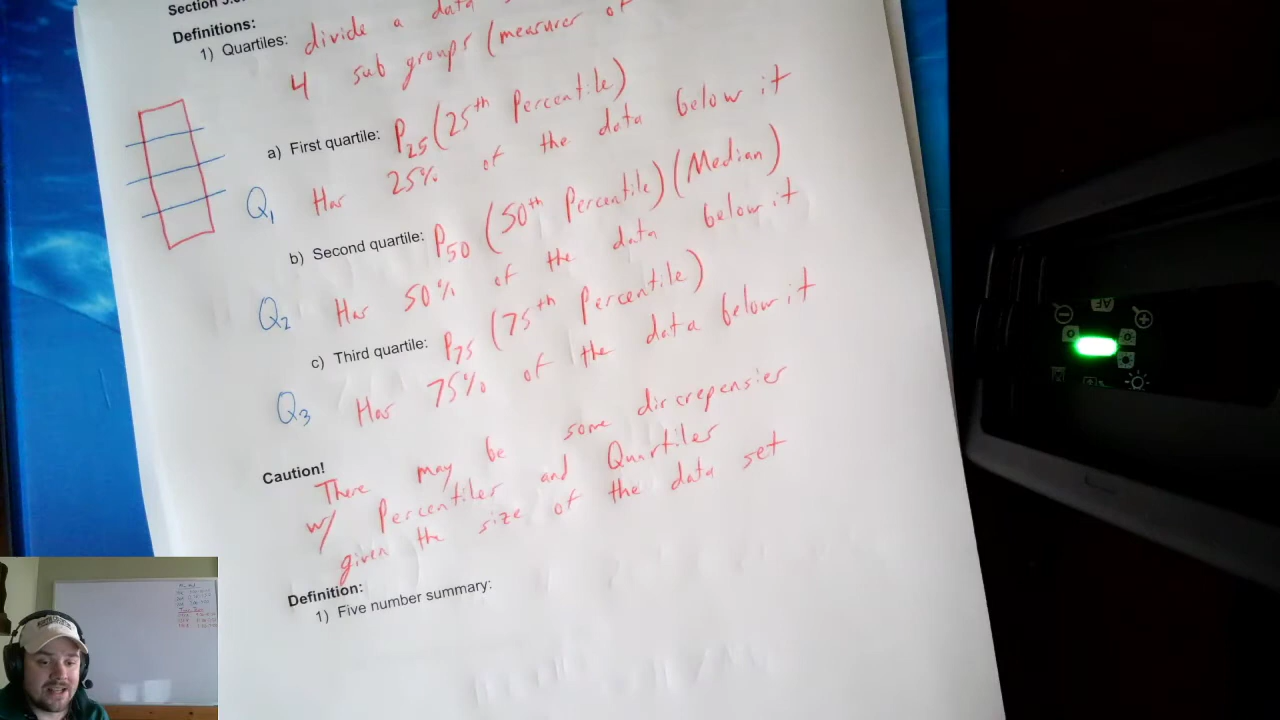 Section 3.
Definitions:
1) Quartiles: divide a data
4 sub groups (measures of
a) First quartile: P25 (25th Percentile)
Q1 Has 25% of the data below it
b) Second quartile: P50 (50th Percentile) (Median)
Q2 Has 50% of the data below it
c) Third quartile: P75 (75th Percentile)
Q3 Has 75% of the data below it
Caution!
There may be some discrepensies
w/ Percentiles and Quartiles
given the size of the data set
Definition:
1) Five number summary:
AF